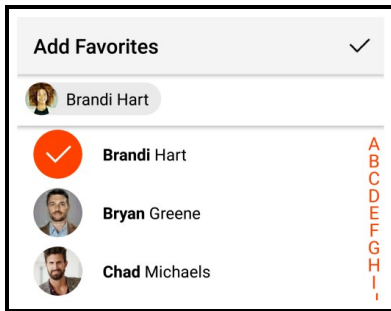 Add Favorites
Brandi Hart
Brandi Hart
Bryan Greene
Chad Michaels
A
B
C
D
E
F
G
H
I